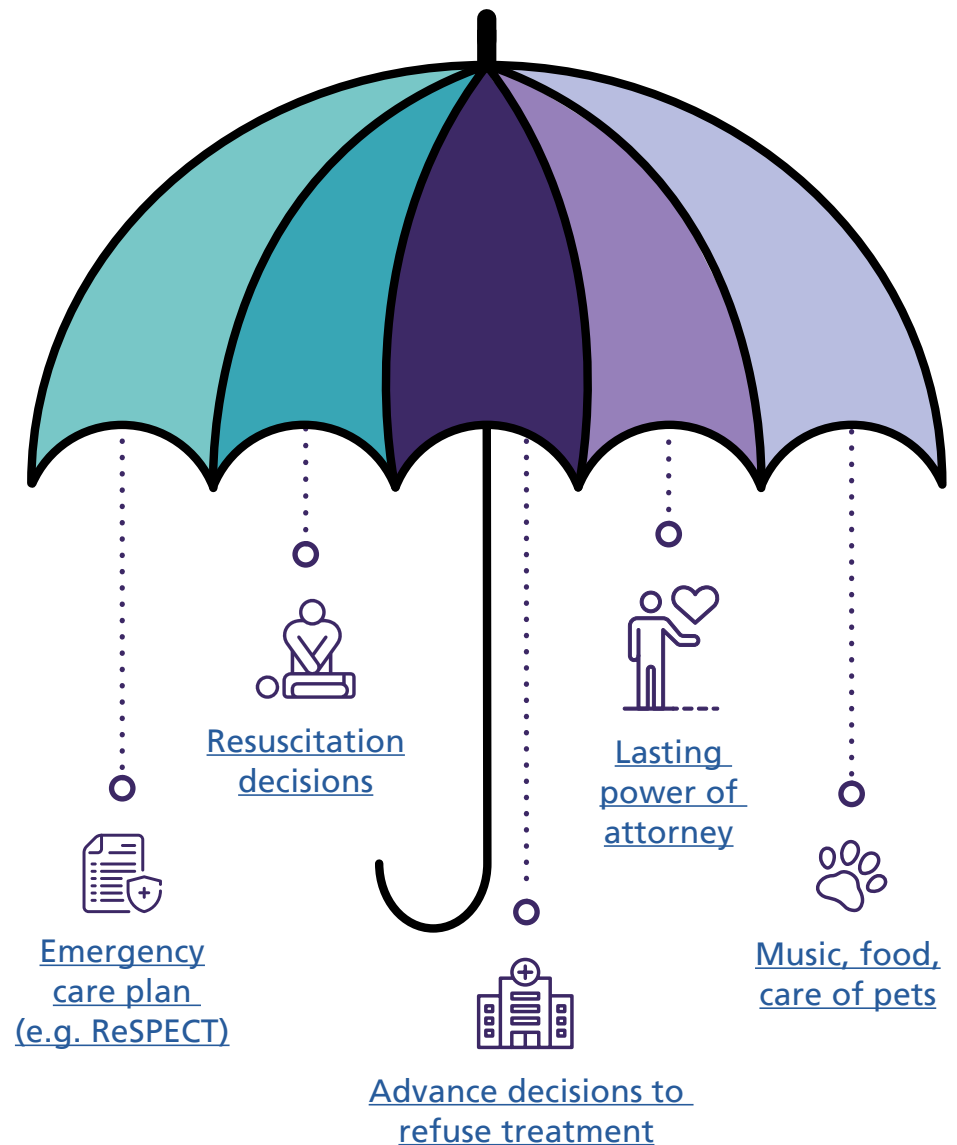 Resuscitation
decisions
Lasting
power of
attorney
Emergency
care plan
(e.g. ReSPECT)
Music, food,
care of pets
Advance decisions to
refuse treatment